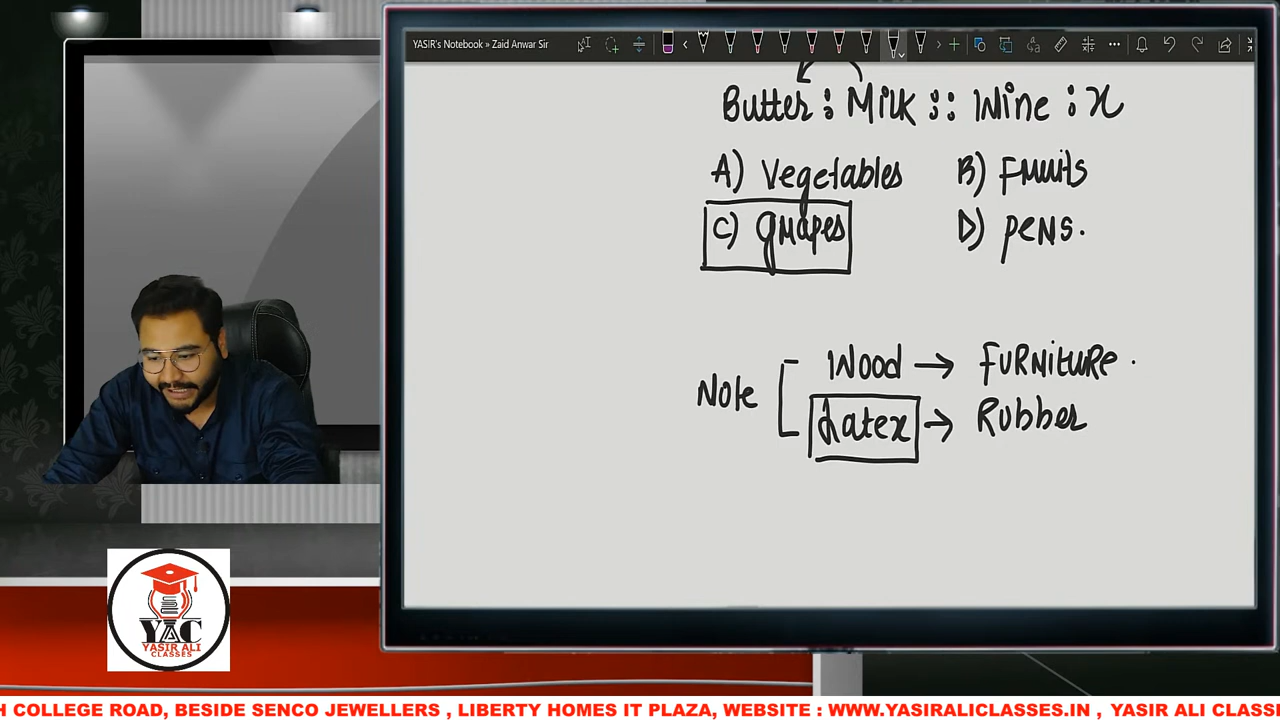 YASIR's Notebook » Zaid Anwar Sir
Butter : Milk :: Wine : x
A) Vegetables B) Fruits
C) grapes D) pens.
Wood → FURNiTURE .
Note
Latex → Rubber
YAC
YASIR ALI
CLASSES
H COLLEGE ROAD, BESIDE SENCO JEWELLERS , LIBERTY HOMES IT PLAZA, WEBSITE : WWW.YASIRALICLASSES.IN , YASIR ALI CLASS